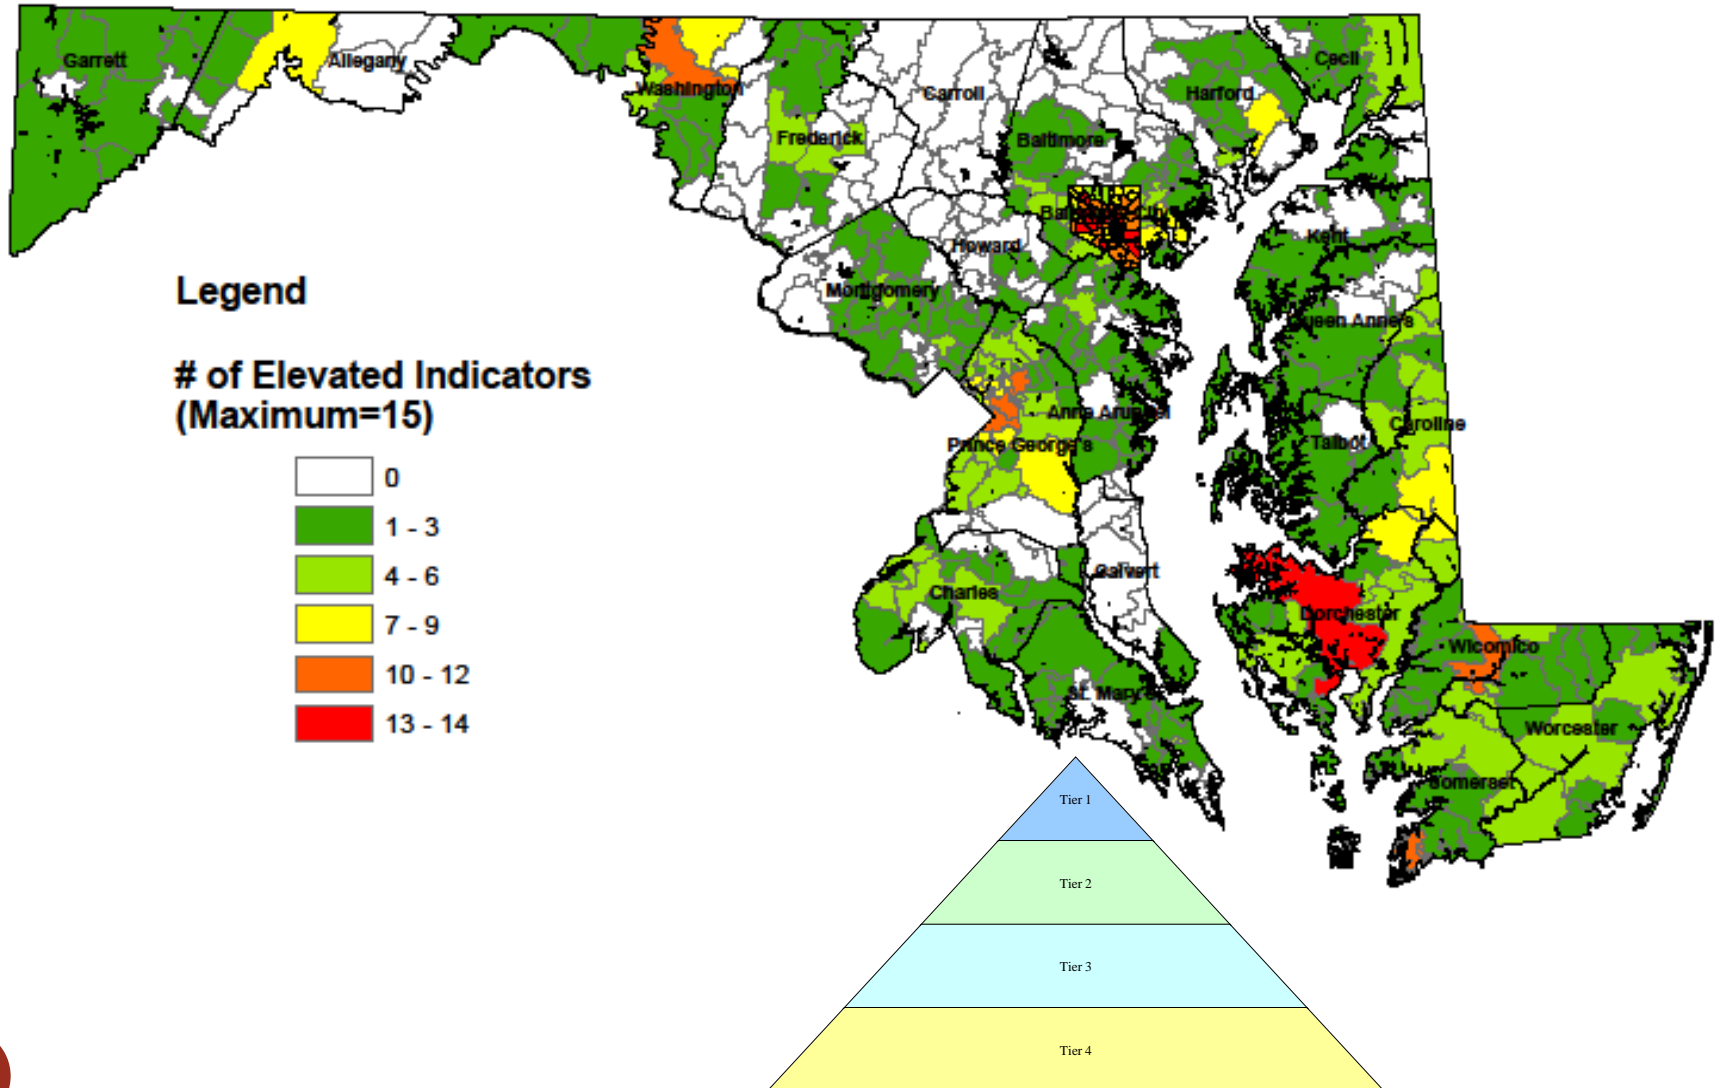 Garrett
Allegany
Washington
Frederick
Carroll
Baltimore
Harford
Cecil
Baltimore City
Howard
Montgomery
Kent
Queen Anne's
Anne Arundel
Prince George's
Talbot
Caroline
Calvert
Charles
St. Mary's
Dorchester
Wicomico
Worcester
Somerset
Legend
# of Elevated Indicators
(Maximum=15)
0
1 - 3
4 - 6
7 - 9
10 - 12
13 - 14
Tier 1
Tier 2
Tier 3
Tier 4